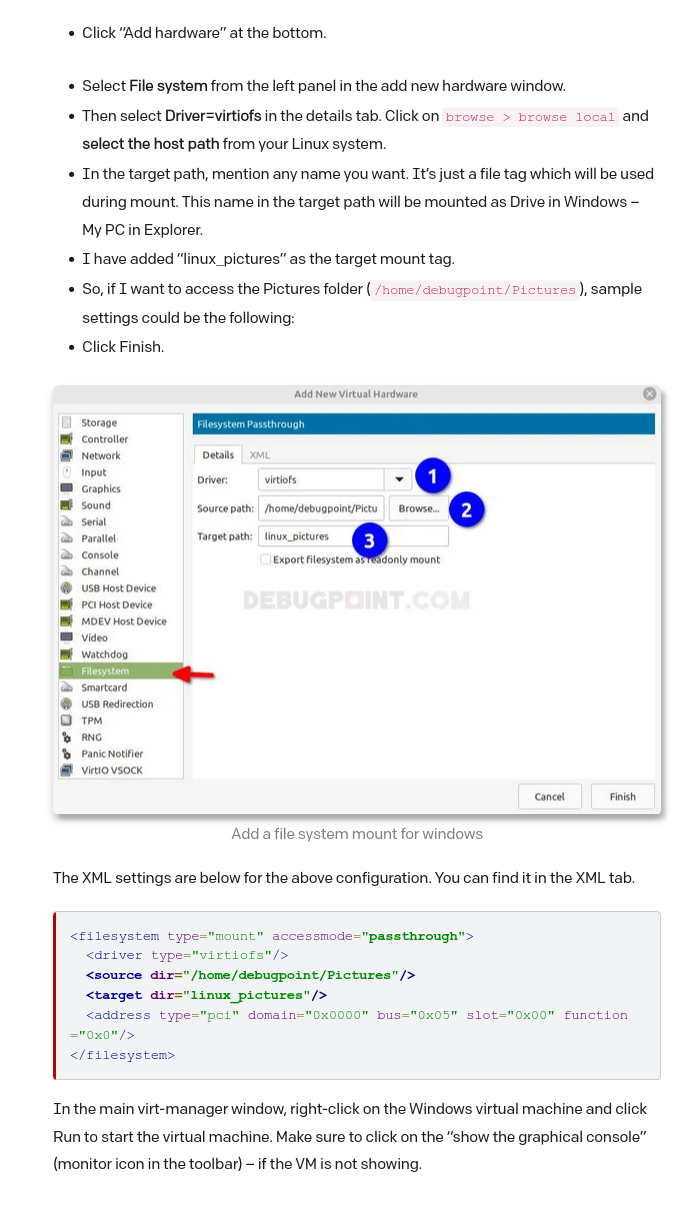 Click “Add hardware” at the bottom.
Select File system from the left panel in the add new hardware window.
Then select Driver=virtiofs in the details tab. Click on browse > browse local and
select the host path from your Linux system.
In the target path, mention any name you want. It’s just a file tag which will be used
during mount. This name in the target path will be mounted as Drive in Windows –
My PC in Explorer.
I have added “linux_pictures” as the target mount tag.
So, if I want to access the Pictures folder ( /home/debugpoint/Pictures ), sample
settings could be the following:
Click Finish.
Add New Virtual Hardware
Storage
Controller
Network
Input
Graphics
Sound
Serial
Parallel
Console
Channel
USB Host Device
PCI Host Device
MDEV Host Device
Video
Watchdog
Filesystem
Smartcard
USB Redirection
TPM
RNG
Panic Notifier
VirtIO VSOCK
Filesystem Passthrough
Details XML
Driver: virtiofs 1
Source path: /home/debugpoint/Pictu Browse... 2
Target path: linux_pictures 3
Export filesystem as readonly mount
DEBUGPOINT.COM
Cancel Finish
Add a file system mount for windows
The XML settings are below for the above configuration. You can find it in the XML tab.
<filesystem type="mount" accessmode="passthrough">
<driver type="virtiofs"/>
<source dir="/home/debugpoint/Pictures"/>
<target dir="linux_pictures"/>
<address type="pci" domain="0x0000" bus="0x05" slot="0x00" function
="0x0"/>
</filesystem>
In the main virt-manager window, right-click on the Windows virtual machine and click
Run to start the virtual machine. Make sure to click on the “show the graphical console”
(monitor icon in the toolbar) – if the VM is not showing.